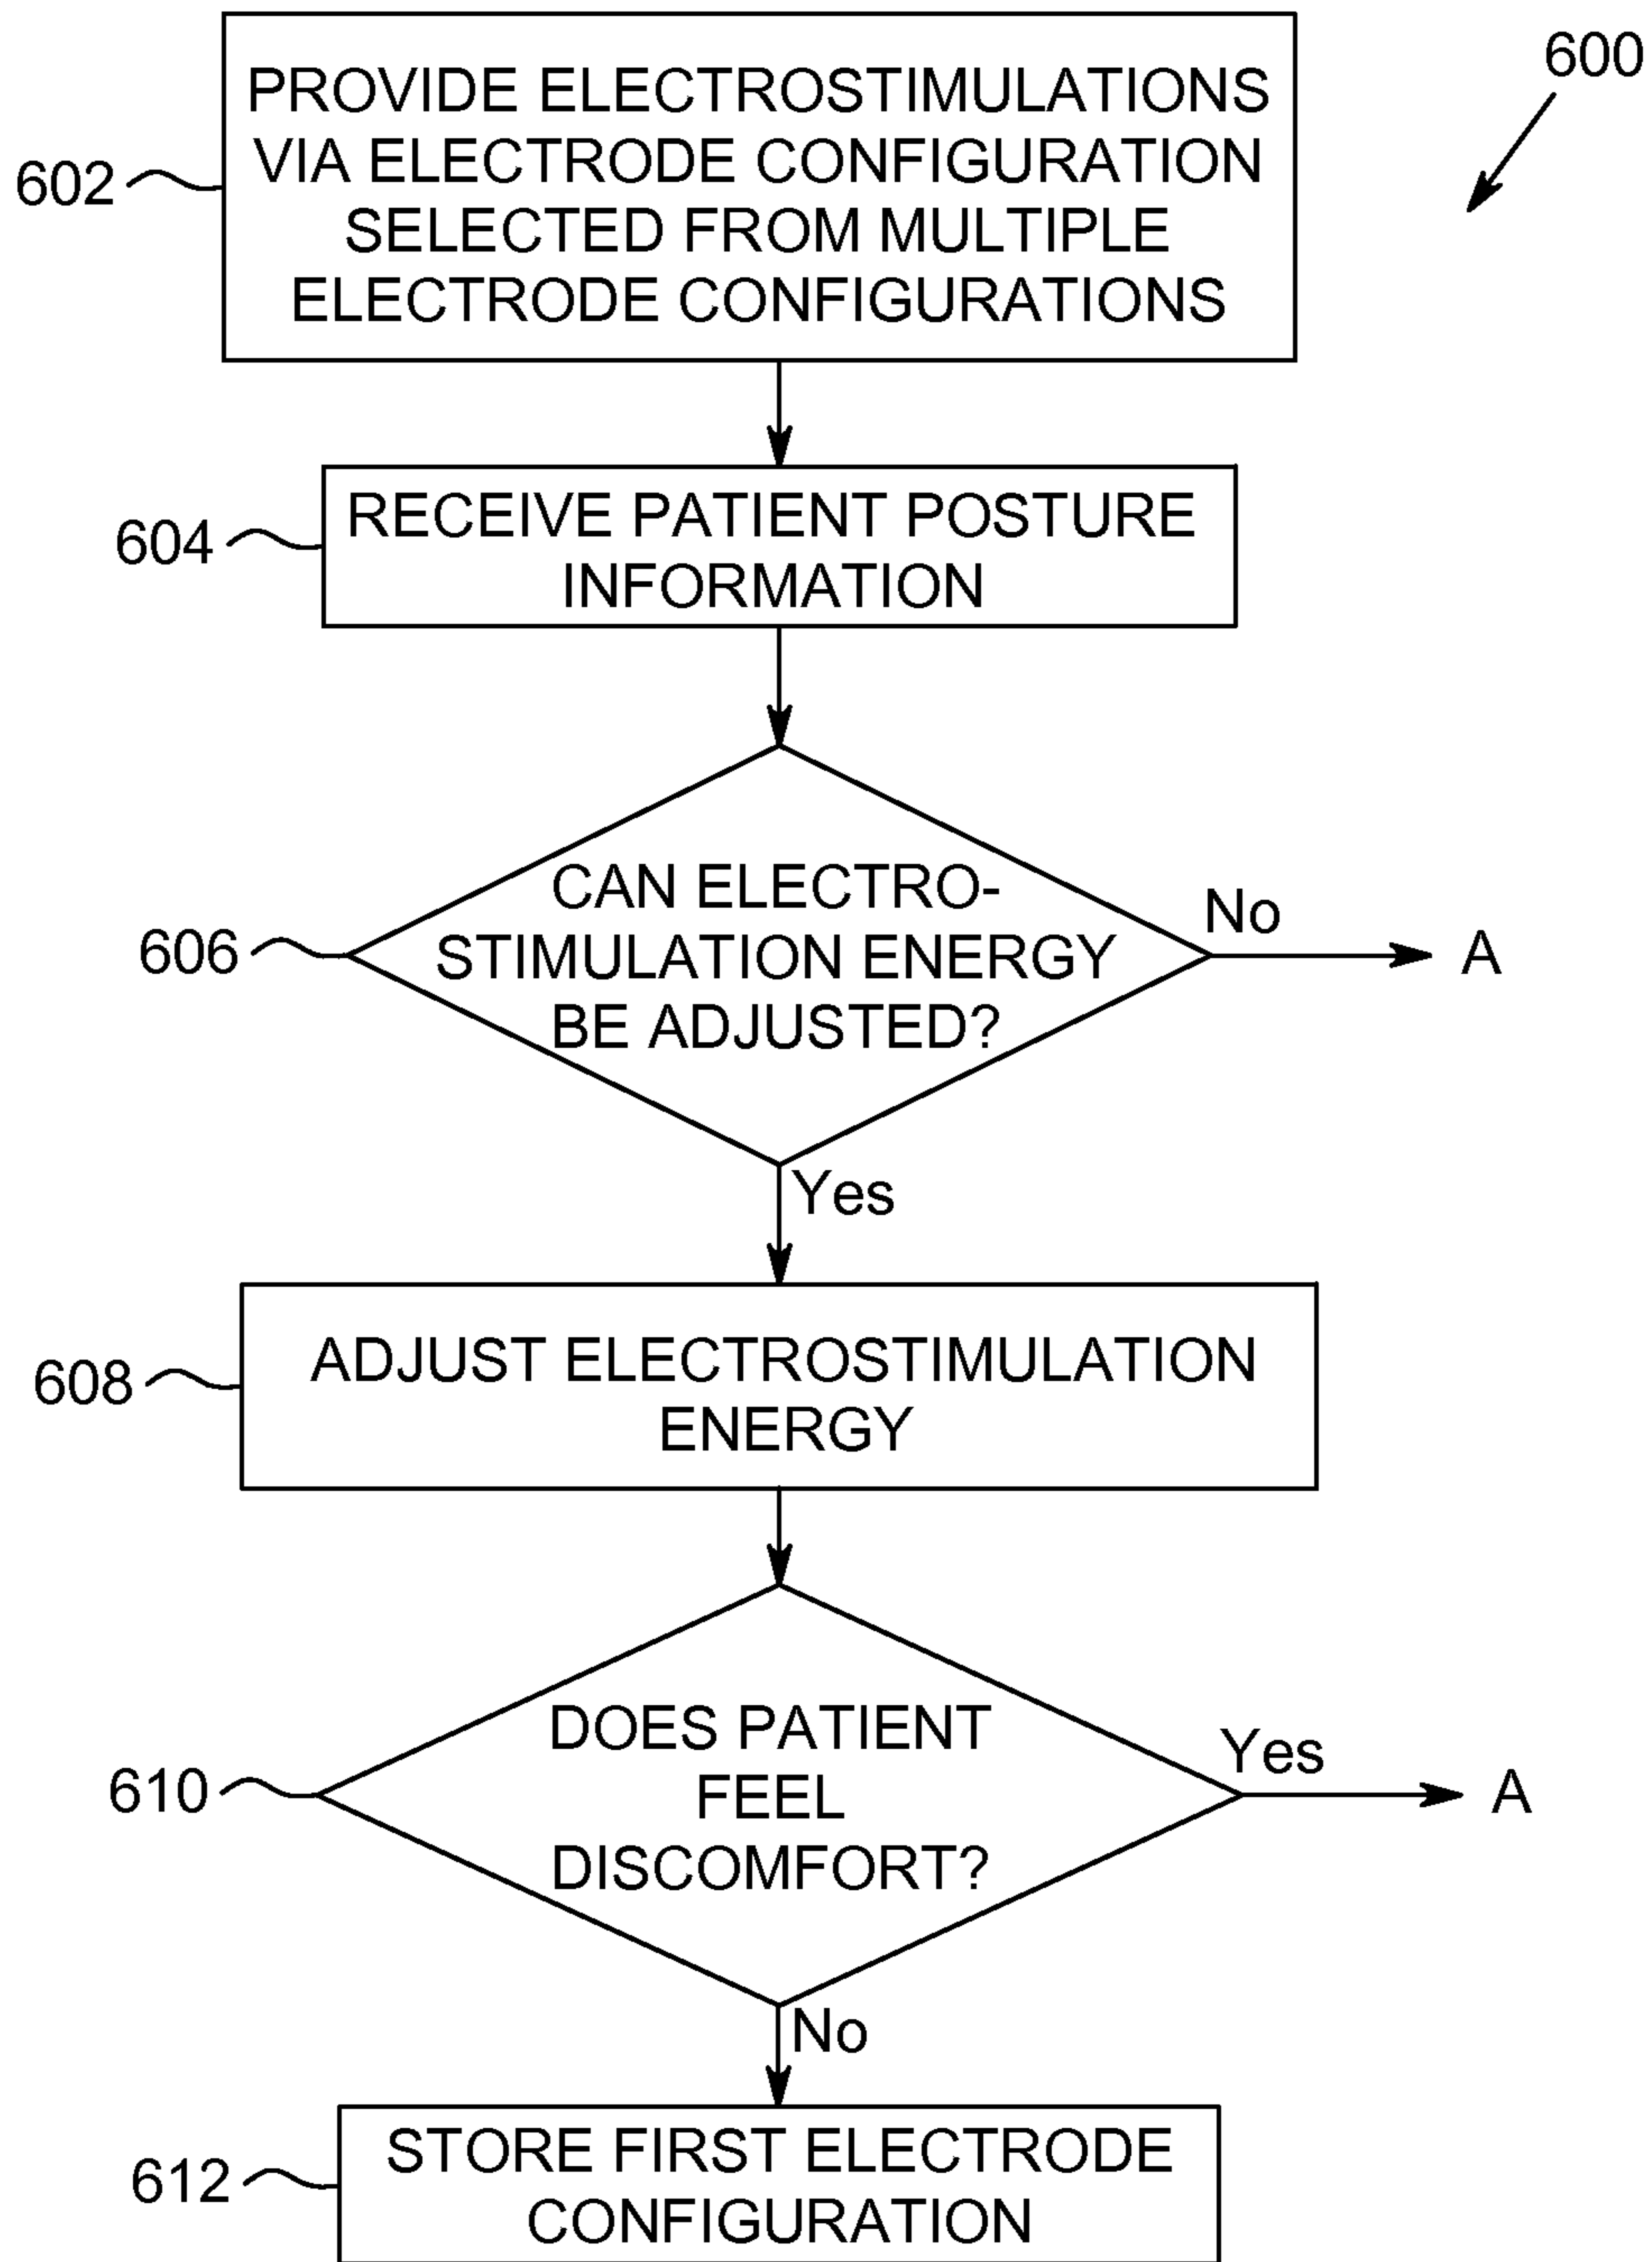 600
602
PROVIDE ELECTROSTIMULATIONS
VIA ELECTRODE CONFIGURATION
SELECTED FROM MULTIPLE
ELECTRODE CONFIGURATIONS
604
RECEIVE PATIENT POSTURE
INFORMATION
606
CAN ELECTRO-
STIMULATION ENERGY
BE ADJUSTED?
No
A
Yes
608
ADJUST ELECTROSTIMULATION
ENERGY
610
DOES PATIENT
FEEL
DISCOMFORT?
Yes
A
No
612
STORE FIRST ELECTRODE
CONFIGURATION